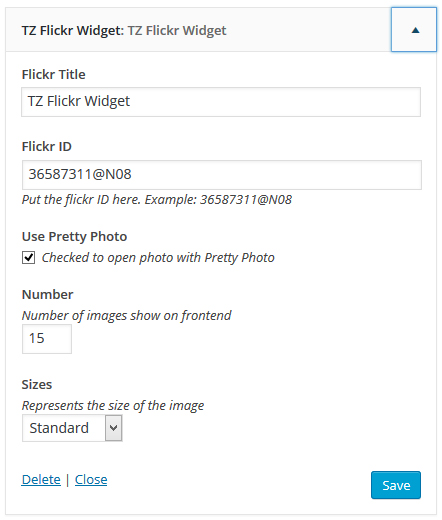 TZ Flickr Widget: TZ Flickr Widget
Flickr Title
TZ Flickr Widget
Flickr ID
36587311@N08
Put the flickr ID here. Example: 36587311@N08
Use Pretty Photo
Checked to open photo with Pretty Photo
Number
Number of images show on frontend
15
Sizes
Represents the size of the image
Standard
Delete | Close
Save